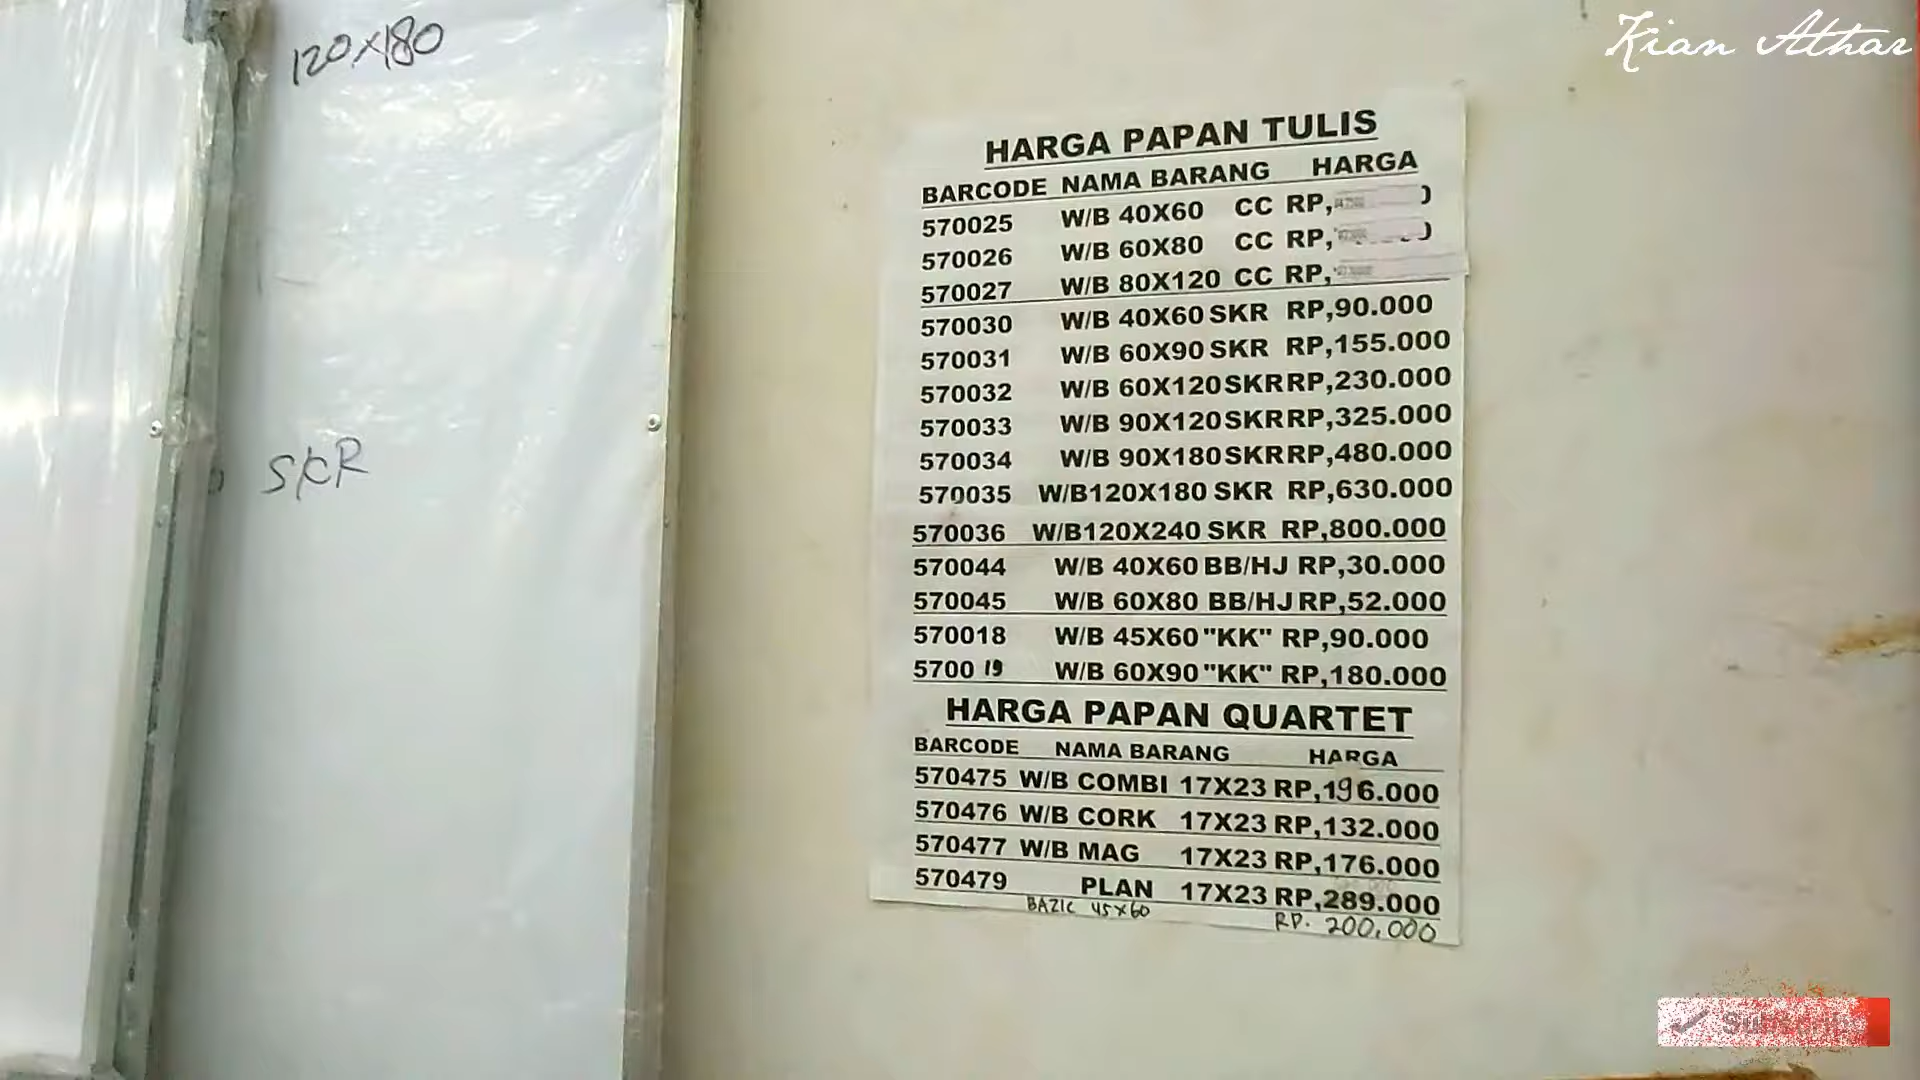 Kian Athar
120X180
SKR
HARGA PAPAN TULIS
BARCODE NAMA BARANG HARGA
570025 W/B 40X60 CC RP,
570026 W/B 60X80 CC RP,
570027 W/B 80X120 CC RP,
570030 W/B 40X60 SKR RP,90.000
570031 W/B 60X90 SKR RP,155.000
570032 W/B 60X120 SKR RP,230.000
570033 W/B 90X120 SKR RP,325.000
570034 W/B 90X180 SKR RP,480.000
570035 W/B120X180 SKR RP,630.000
570036 W/B120X240 SKR RP,800.000
570044 W/B 40X60 BB/HJ RP,30.000
570045 W/B 60X80 BB/HJ RP,52.000
570018 W/B 45X60 "KK" RP,90.000
570019 W/B 60X90 "KK" RP,180.000
HARGA PAPAN QUARTET
BARCODE NAMA BARANG HARGA
570475 W/B COMBI 17X23 RP,196.000
570476 W/B CORK 17X23 RP,132.000
570477 W/B MAG 17X23 RP,176.000
570479 PLAN 17X23 RP,289.000
BAZIC 45X60 RP. 200,000
Subscribe